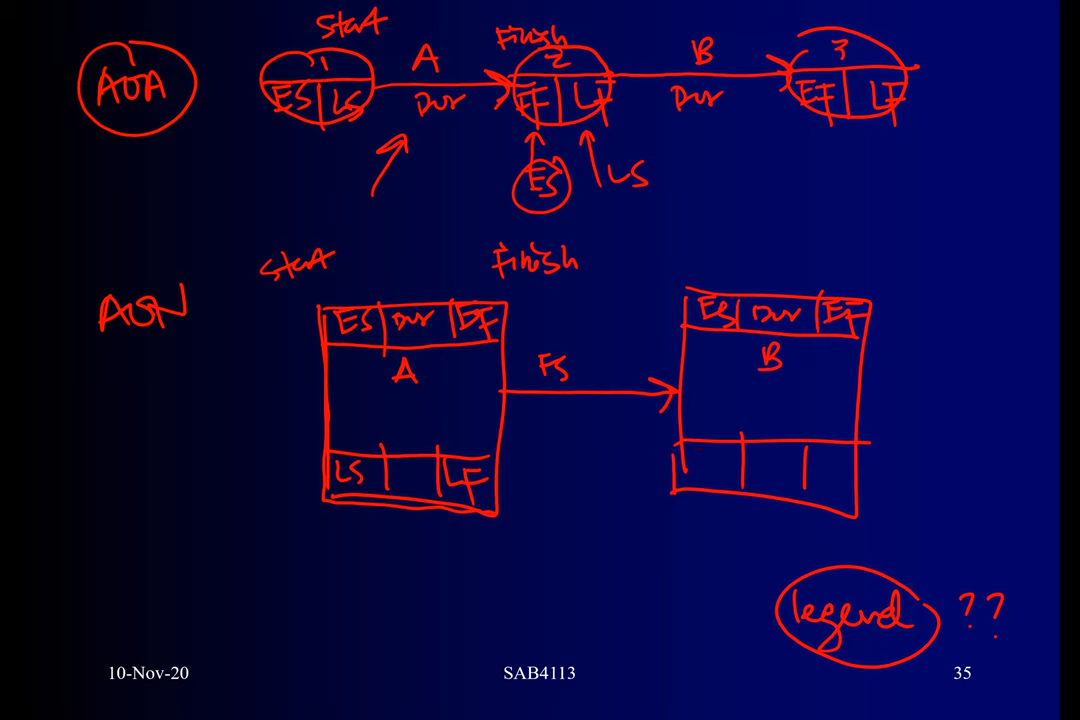 Start Finish
AOA 1 A 2 B 3
ES LS Dur EF LF Dur EF LF
ES LS
Start Finish
AON ES Dur EF ES Dur EF
A FS B
LS LF
legend ??
10-Nov-20 SAB4113 35